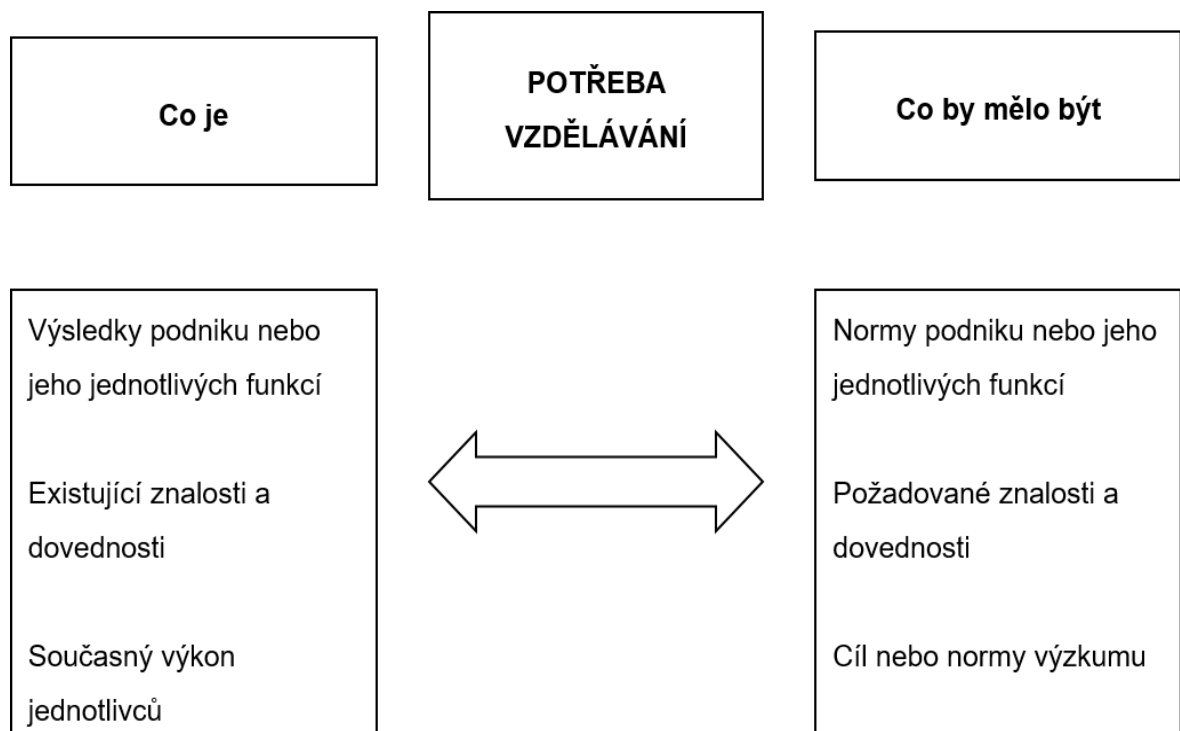 Co je
POTŘEBA
VZDĚLÁVÁNÍ
Co by mělo být
Výsledky podniku nebo
jeho jednotlivých funkcí
Existující znalosti a
dovednosti
Současný výkon
jednotlivců
Normy podniku nebo jeho
jednotlivých funkcí
Požadované znalosti a
dovednosti
Cíl nebo normy výzkumu